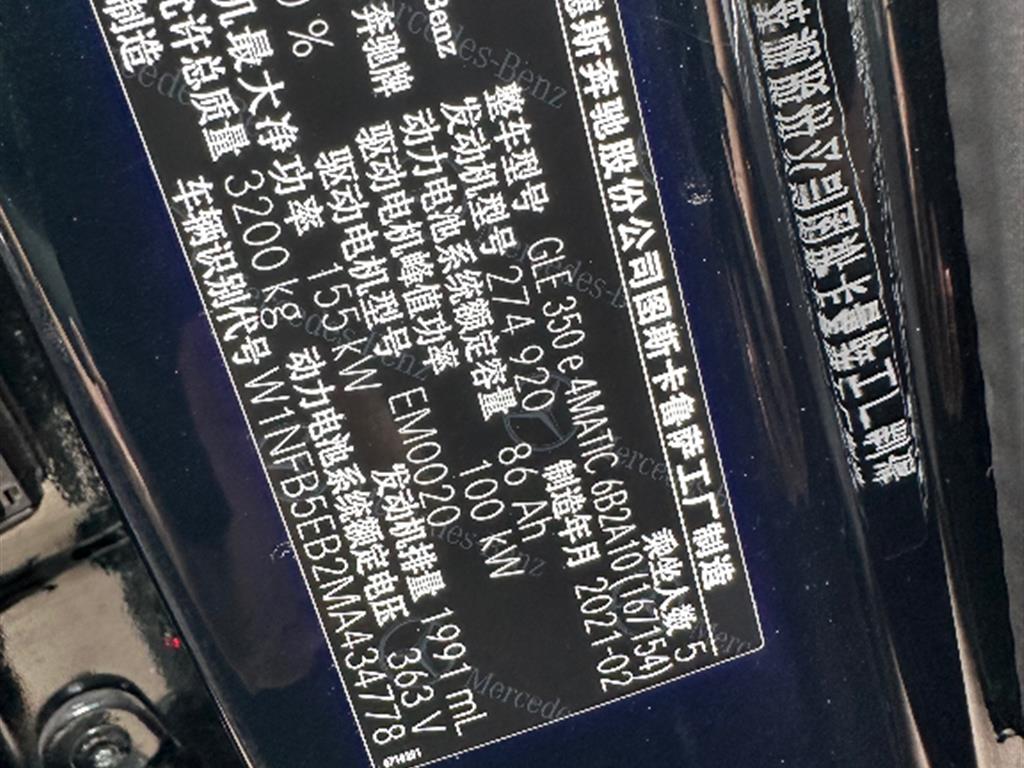 德斯奔驰股份公司图斯卡鲁萨工厂制造
Benz
整车型号 GLE 350 e 4MATIC 6B2A10(167154)
乘坐人数 5
奔驰牌
发动机型号 274 920
制造年月 2021-02
动力电池系统额定容量 86 Ah
%
驱动电机峰值功率 100 kW
机最大净功率 155 kW
驱动电机型号 EM0020
发动机排量 1991 mL
允许总质量 3200 kg
动力电池系统额定电压 363 V
制造
车辆识别代号 W1NFB5EB2MA434778
Mercedes-Benz